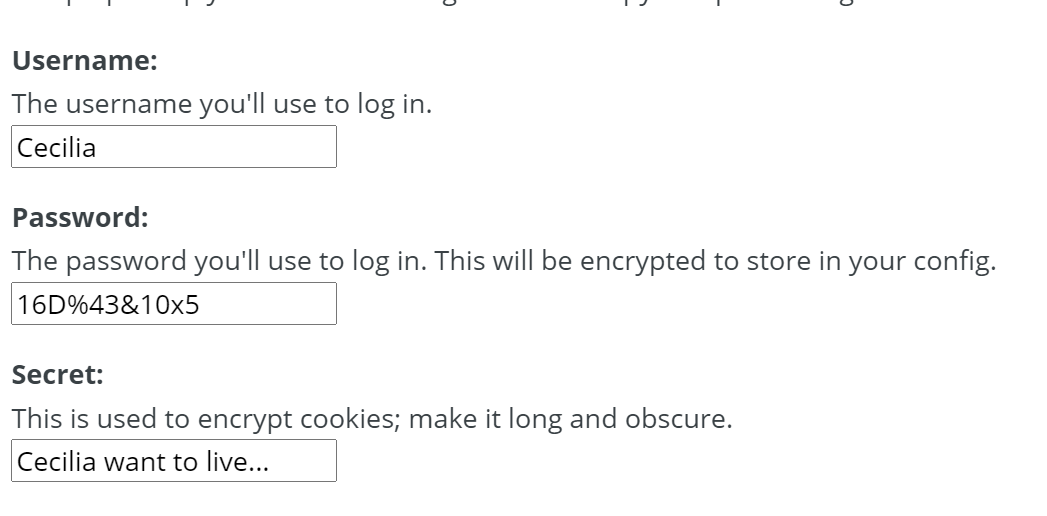 Username:
The username you'll use to log in.
Cecilia
Password:
The password you'll use to log in. This will be encrypted to store in your config.
16D%43&10x5
Secret:
This is used to encrypt cookies; make it long and obscure.
Cecilia want to live...